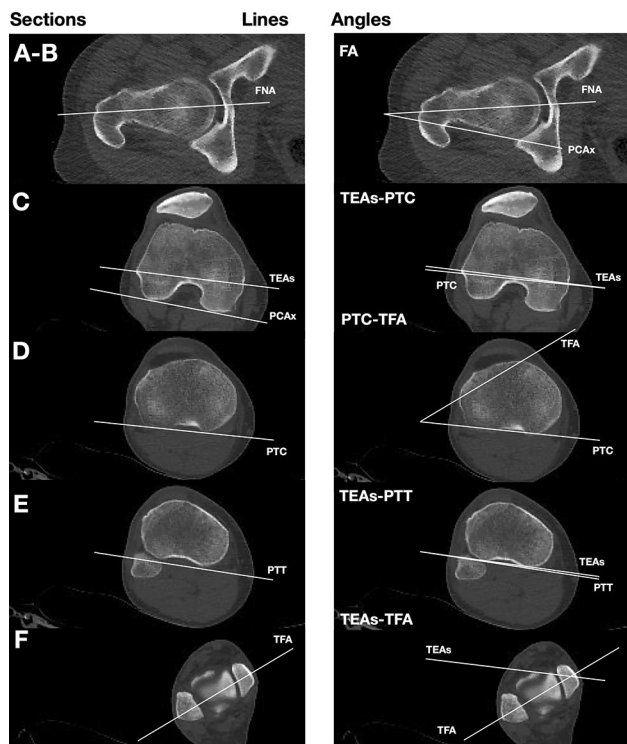 Sections Lines Angles
A-B
FNA
FA
FNA
PCAx
C
TEAs
PCAx
TEAs-PTC
TEAs
PTC
D
PTC
PTC-TFA
TFA
PTC
E
PTT
TEAs-PTT
TEAs
PTT
F
TFA
TEAs-TFA
TEAs
TFA